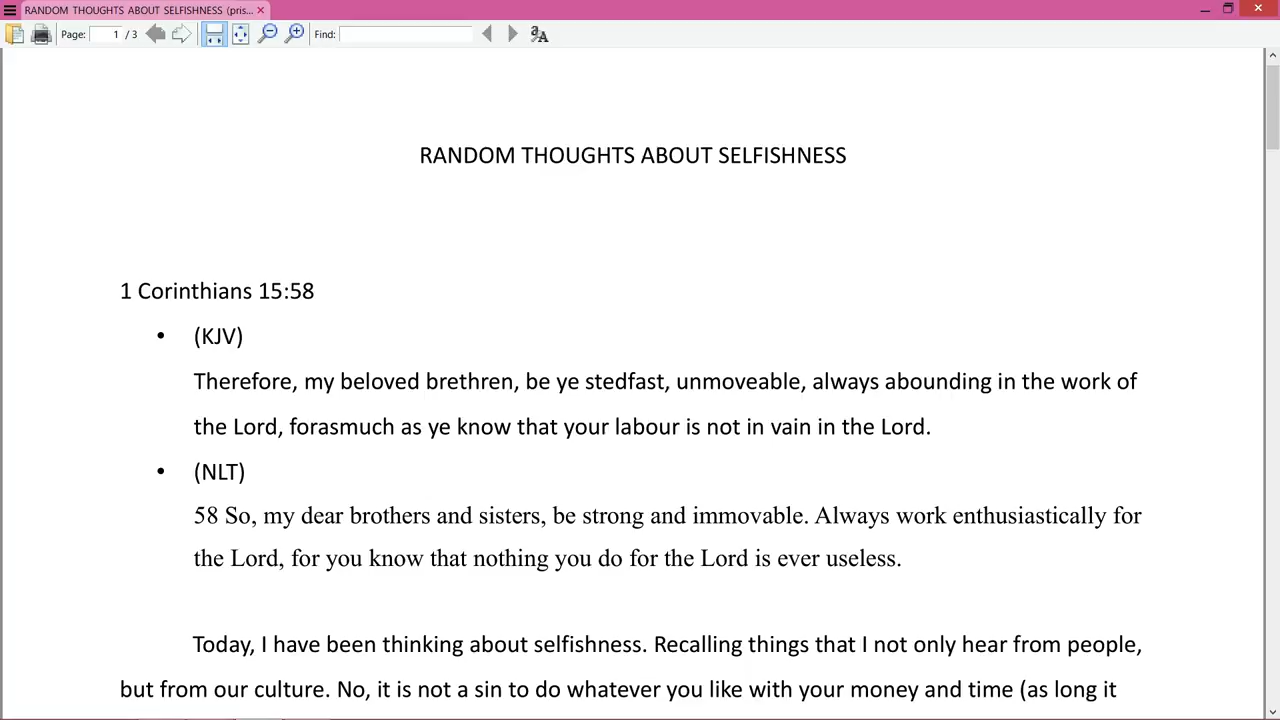 RANDOM THOUGHTS ABOUT SELFISHNESS (pris...
Page: 1 / 3 Find:
RANDOM THOUGHTS ABOUT SELFISHNESS
1 Corinthians 15:58
• (KJV)
Therefore, my beloved brethren, be ye stedfast, unmoveable, always abounding in the work of
the Lord, forasmuch as ye know that your labour is not in vain in the Lord.
• (NLT)
58 So, my dear brothers and sisters, be strong and immovable. Always work enthusiastically for
the Lord, for you know that nothing you do for the Lord is ever useless.
Today, I have been thinking about selfishness. Recalling things that I not only hear from people,
but from our culture. No, it is not a sin to do whatever you like with your money and time (as long it